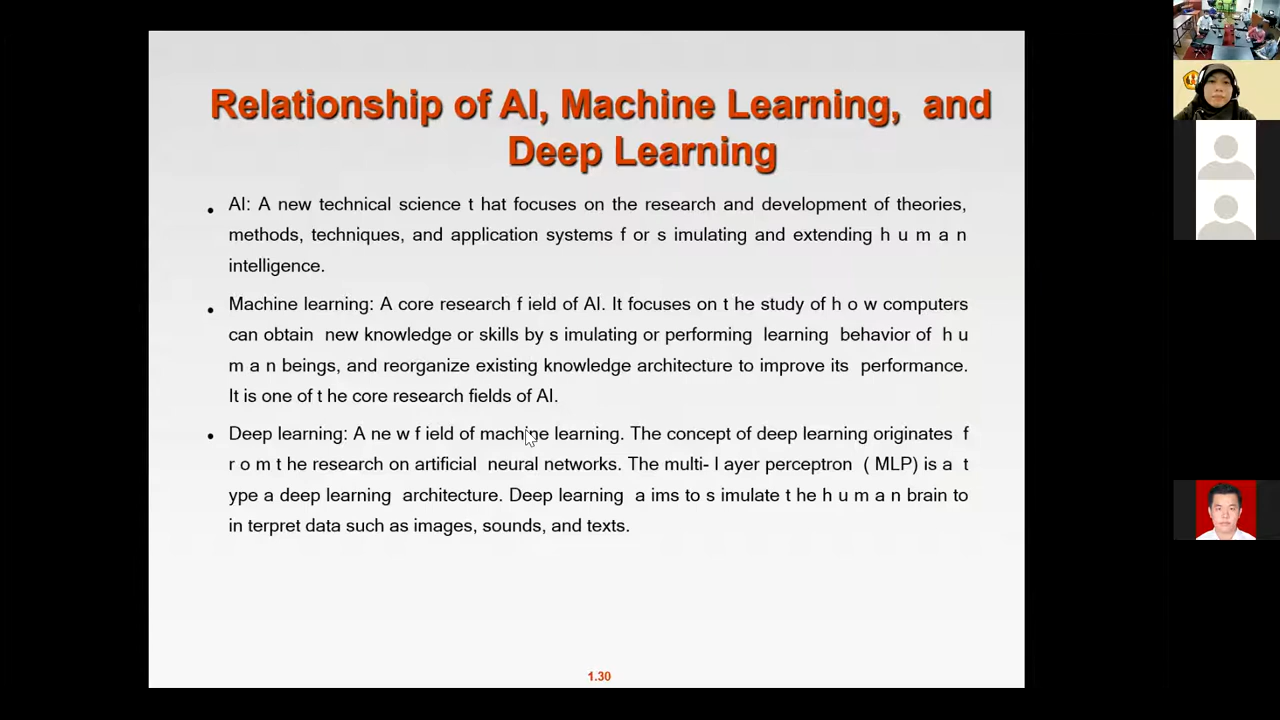 Relationship of AI, Machine Learning, and
Deep Learning
• AI: A new technical science t hat focuses on the research and development of theories,
methods, techniques, and application systems f or s imulating and extending h u m a n
intelligence.
• Machine learning: A core research f ield of AI. It focuses on t he study of h o w computers
can obtain new knowledge or skills by s imulating or performing learning behavior of h u
m a n beings, and reorganize existing knowledge architecture to improve its performance.
It is one of t he core research fields of AI.
• Deep learning: A ne w f ield of machine learning. The concept of deep learning originates f
r o m t he research on artificial neural networks. The multi- l ayer perceptron ( MLP) is a t
ype a deep learning architecture. Deep learning a ims to s imulate t he h u m a n brain to
in terpret data such as images, sounds, and texts.
1.30